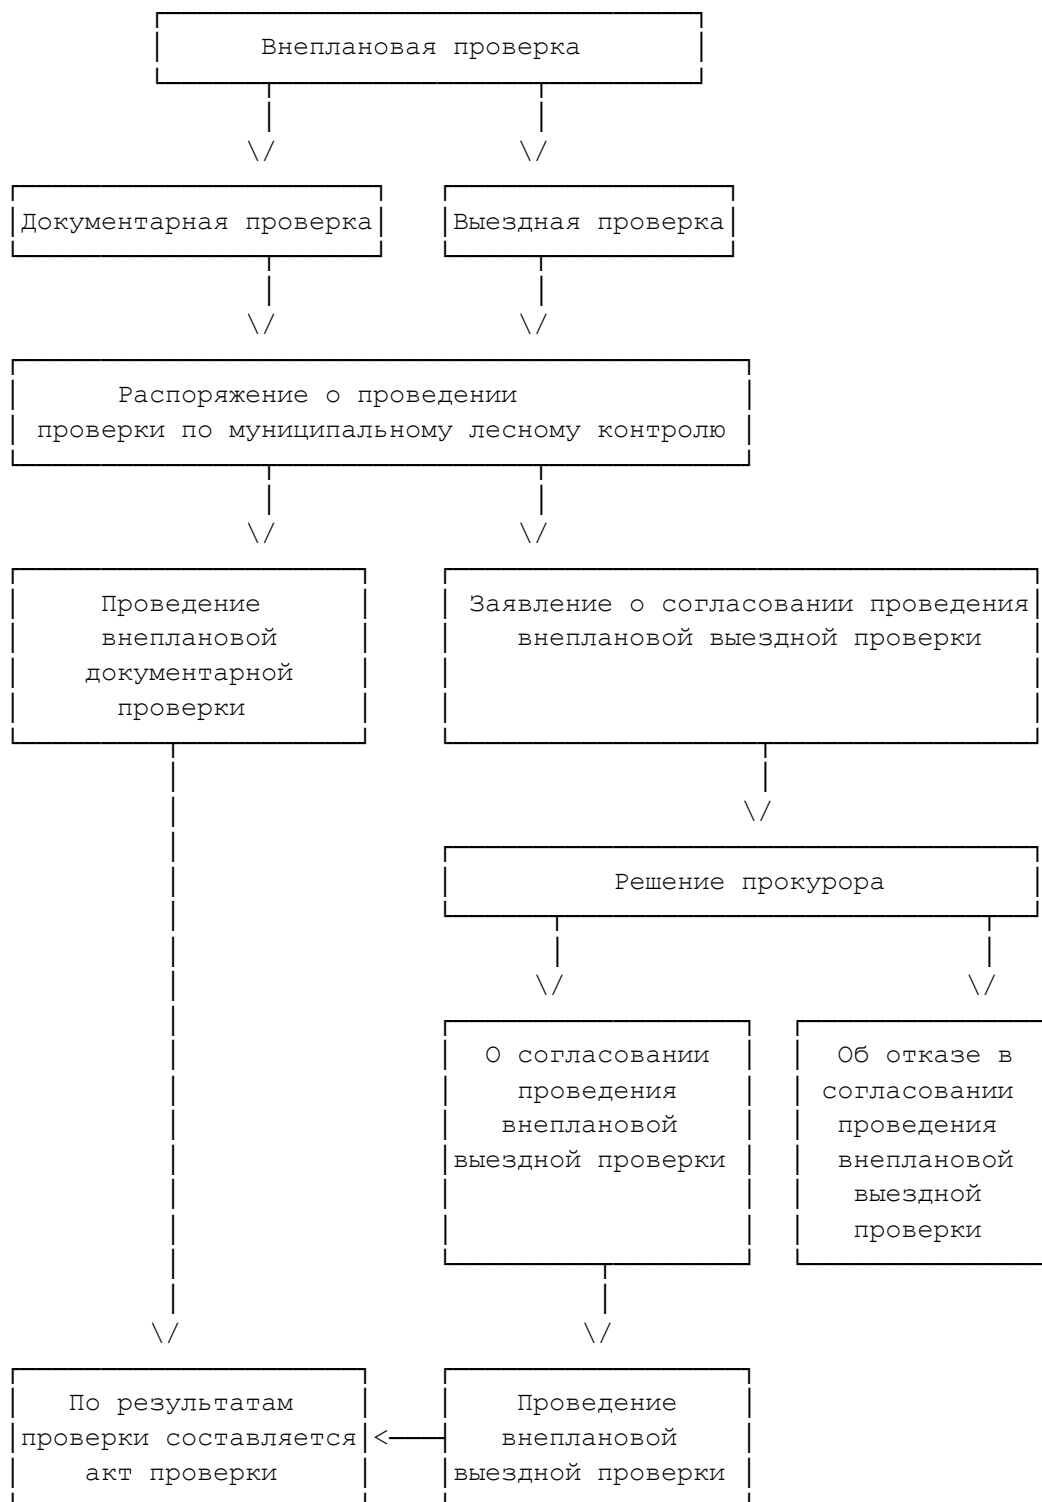 Внеплановая проверка
Документарная проверка
Выездная проверка
Распоряжение о проведении
проверки по муниципальному лесному контролю
Проведение
внеплановой
документарной
проверки
Заявление о согласовании проведения
внеплановой выездной проверки
Решение прокурора
О согласовании
проведения
внеплановой
выездной проверки
Об отказе в
согласовании
проведения
внеплановой
выездной
проверки
По результатам
проверки составляется
акт проверки
Проведение
внеплановой
выездной проверки